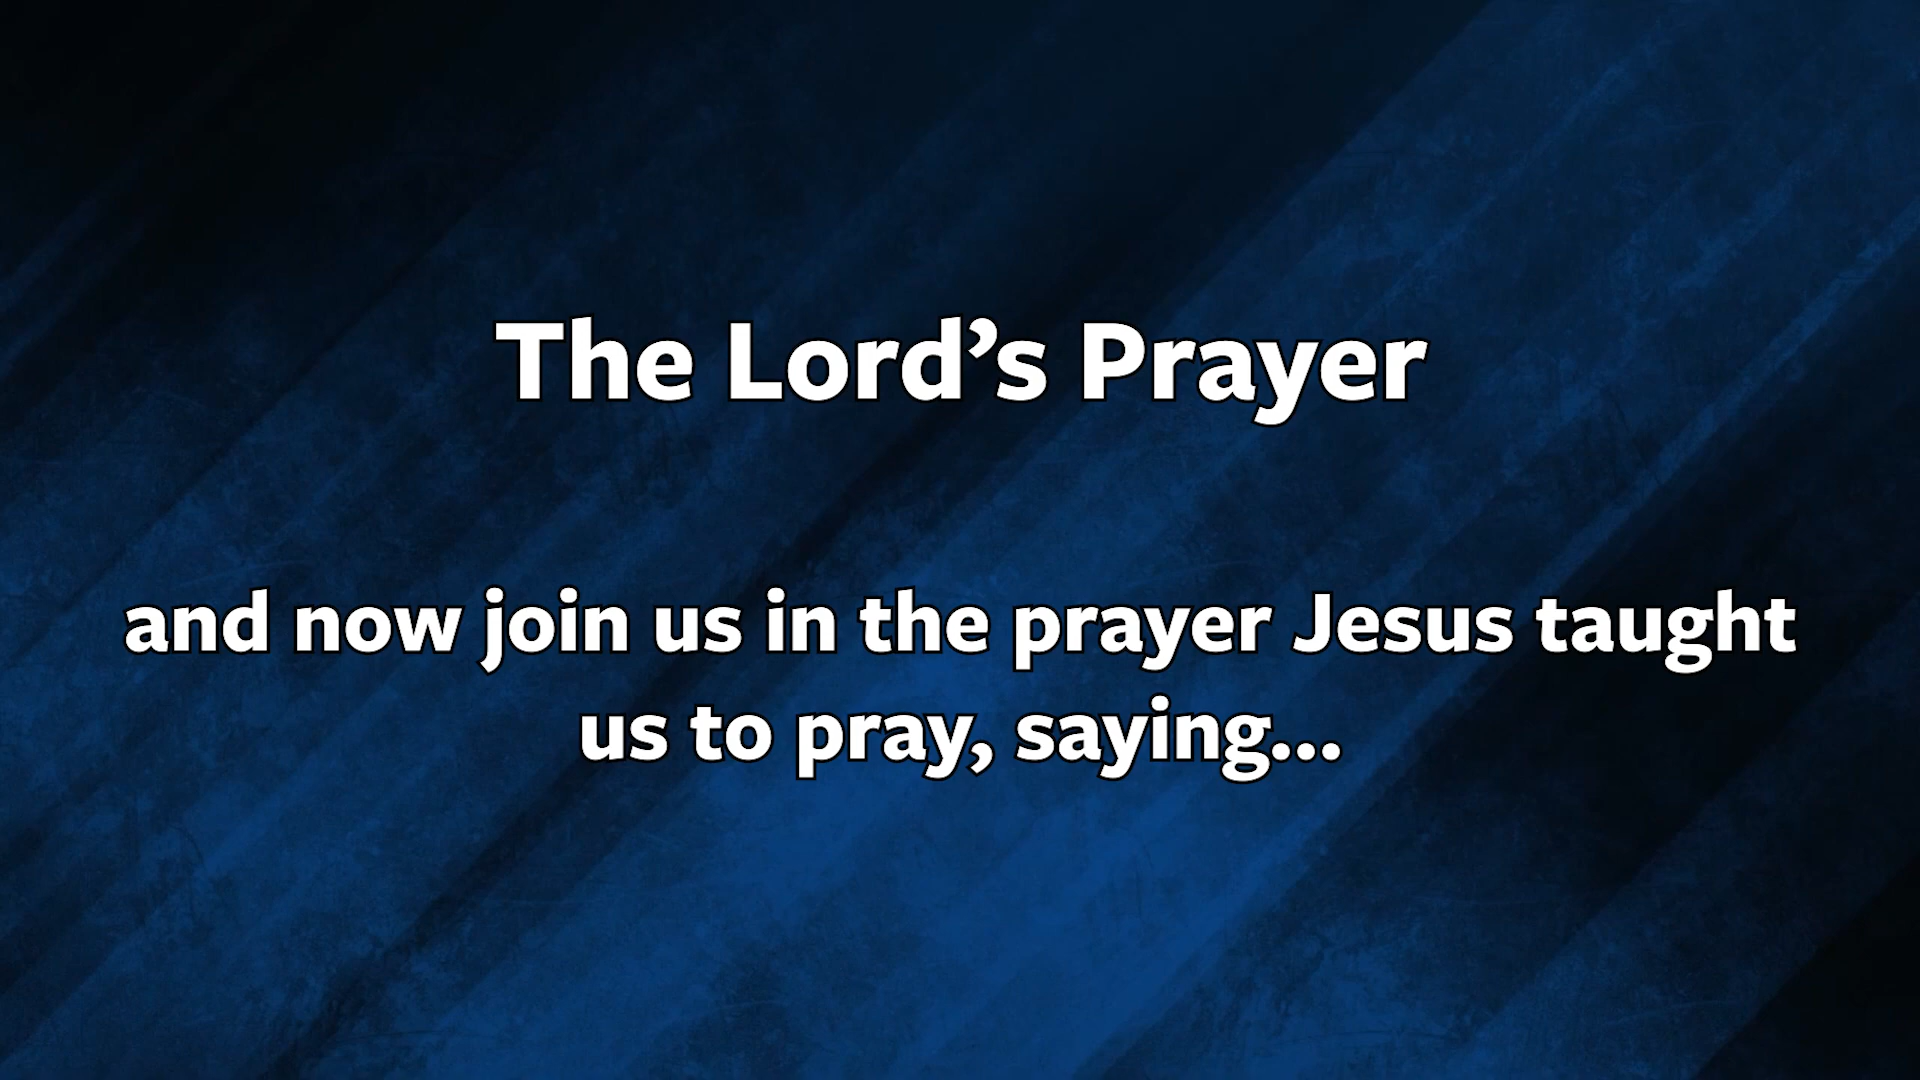 The Lord’s Prayer
and now join us in the prayer Jesus taught
us to pray, saying...